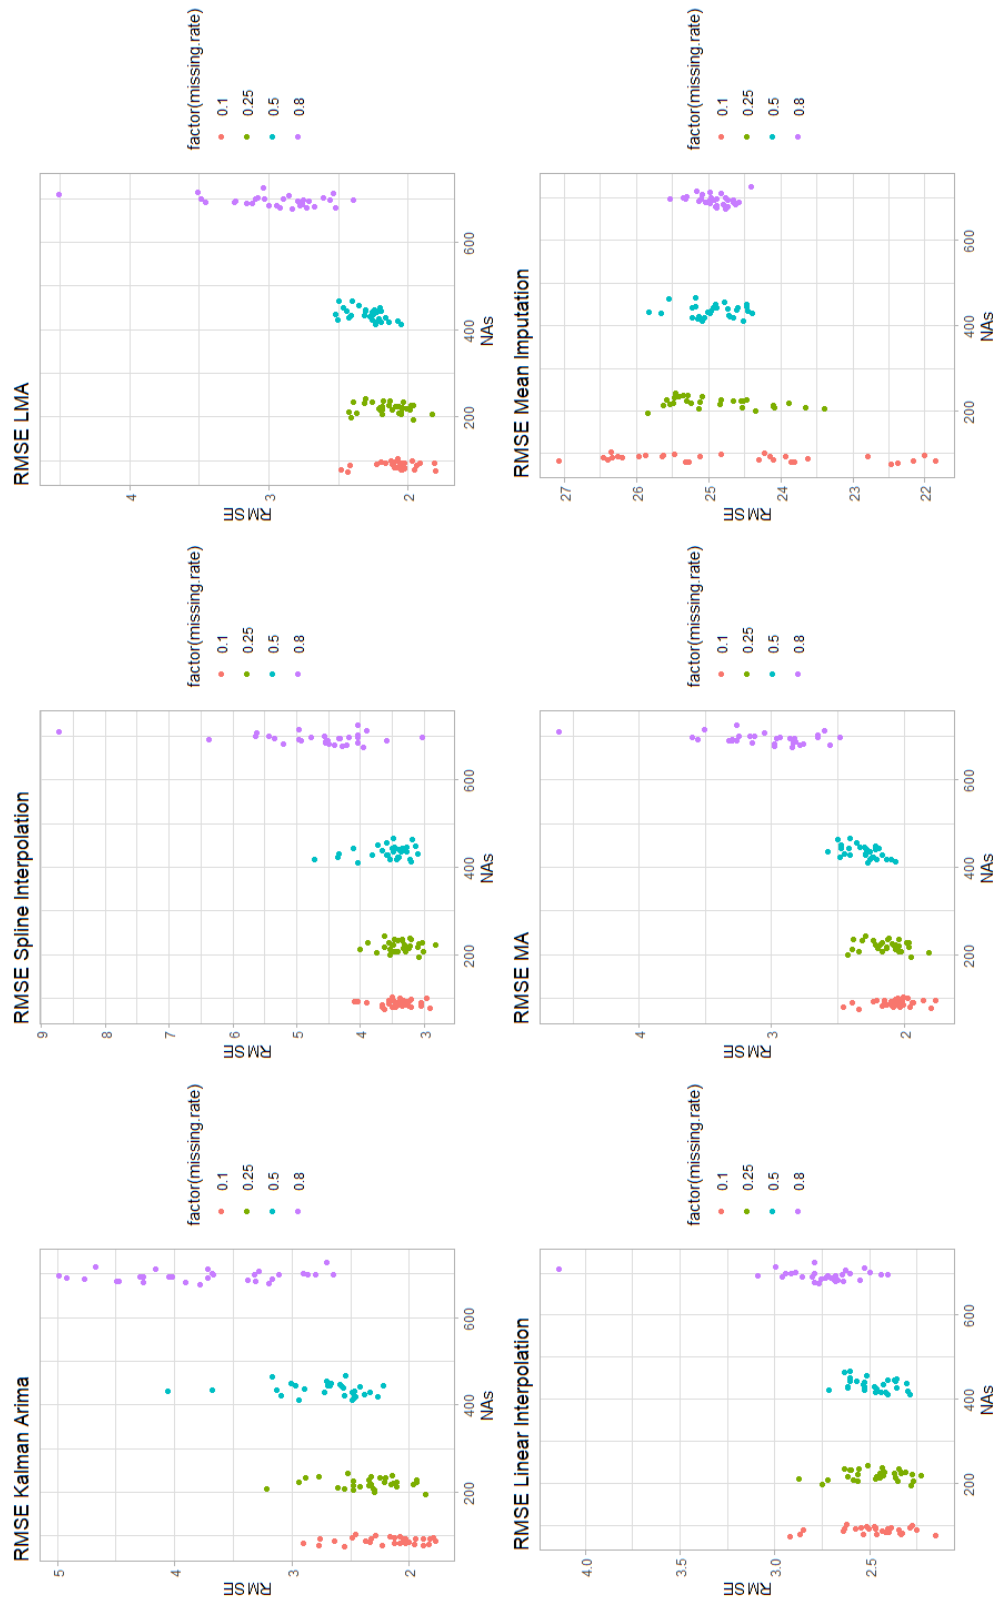 RMSE Kalman Arima
RMSE
5
4
3
2
200
400
600
NAs
factor(missing.rate)
0.1
0.25
0.5
0.8
RMSE Spline Interpolation
RMSE
9
8
7
6
5
4
3
200
400
600
NAs
factor(missing.rate)
0.1
0.25
0.5
0.8
RMSE LMA
RMSE
4
3
2
200
400
600
NAs
factor(missing.rate)
0.1
0.25
0.5
0.8
RMSE Linear Interpolation
RMSE
4.0
3.5
3.0
2.5
200
400
600
NAs
factor(missing.rate)
0.1
0.25
0.5
0.8
RMSE MA
RMSE
4
3
2
200
400
600
NAs
factor(missing.rate)
0.1
0.25
0.5
0.8
RMSE Mean Imputation
RMSE
27
26
25
24
23
22
200
400
600
NAs
factor(missing.rate)
0.1
0.25
0.5
0.8